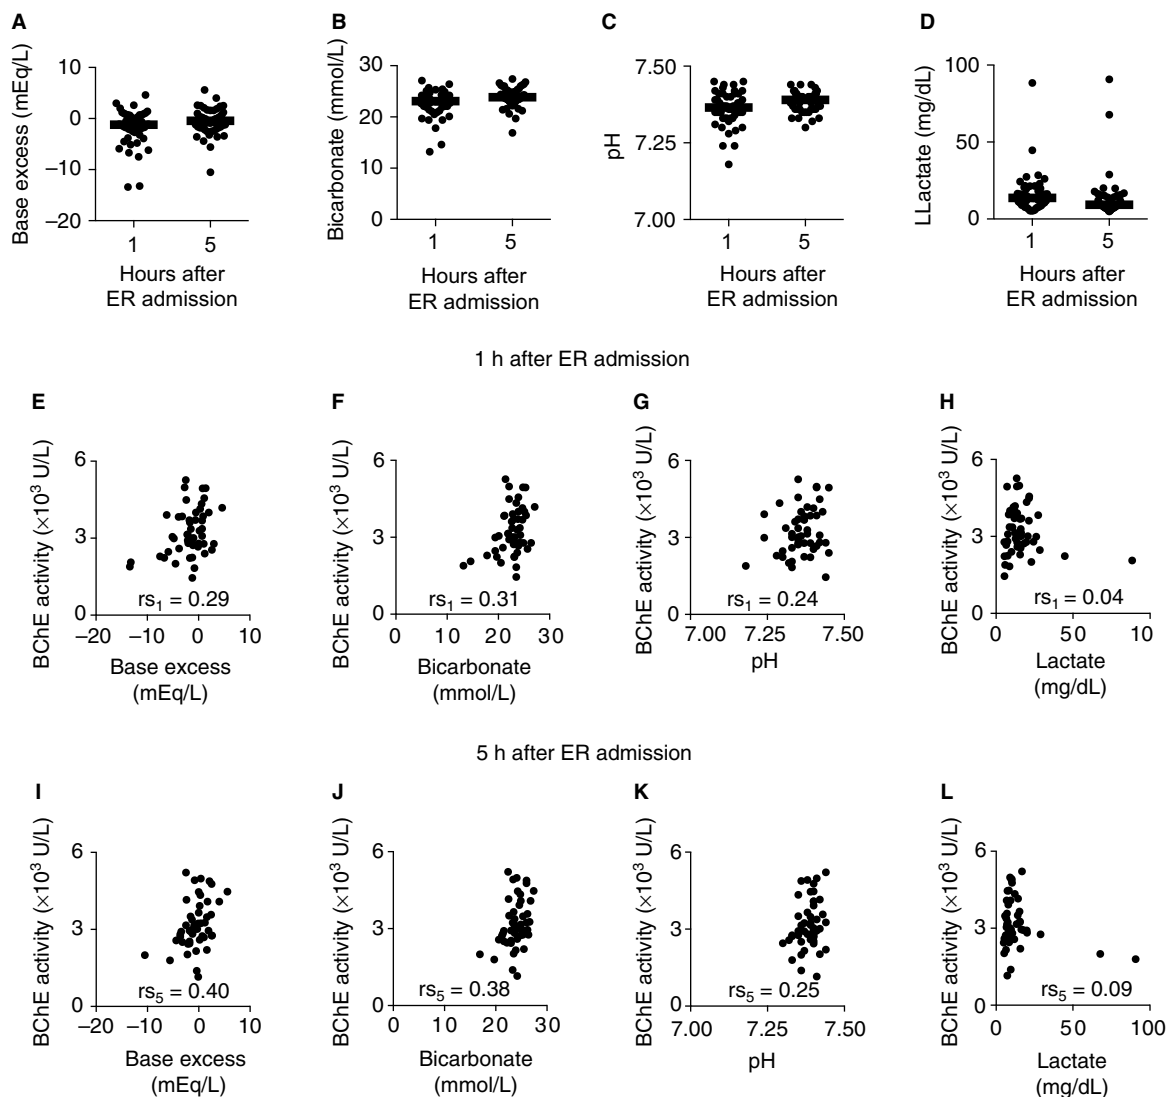 A
B
C
D
Base excess (mEq/L)
10
0
−10
−20
1
5
Hours after
ER admission
Bicarbonate (mmol/L)
30
20
10
0
1
5
Hours after
ER admission
pH
7.50
7.25
7.00
1
5
Hours after
ER admission
LLactate (mg/dL)
100
50
0
1
5
Hours after
ER admission
1 h after ER admission
E
F
G
H
BChE activity (×10³ U/L)
6
3
0
rs₁ = 0.29
−20
−10
0
10
Base excess
(mEq/L)
BChE activity (×10³ U/L)
6
3
0
rs₁ = 0.31
0
10
20
30
Bicarbonate
(mmol/L)
BChE activity (×10³ U/L)
6
3
0
rs₁ = 0.24
7.00
7.25
7.50
pH
BChE activity (×10³ U/L)
6
3
0
rs₁ = 0.04
0
50
10
Lactate
(mg/dL)
5 h after ER admission
I
J
K
L
BChE activity (×10³ U/L)
6
3
0
rs₅ = 0.40
−20
−10
0
10
Base excess
(mEq/L)
BChE activity (×10³ U/L)
6
3
0
rs₅ = 0.38
0
10
20
30
Bicarbonate
(mmol/L)
BChE activity (×10³ U/L)
6
3
0
rs₅ = 0.25
7.00
7.25
7.50
pH
BChE activity (×10³ U/L)
6
3
0
rs₅ = 0.09
0
50
100
Lactate
(mg/dL)